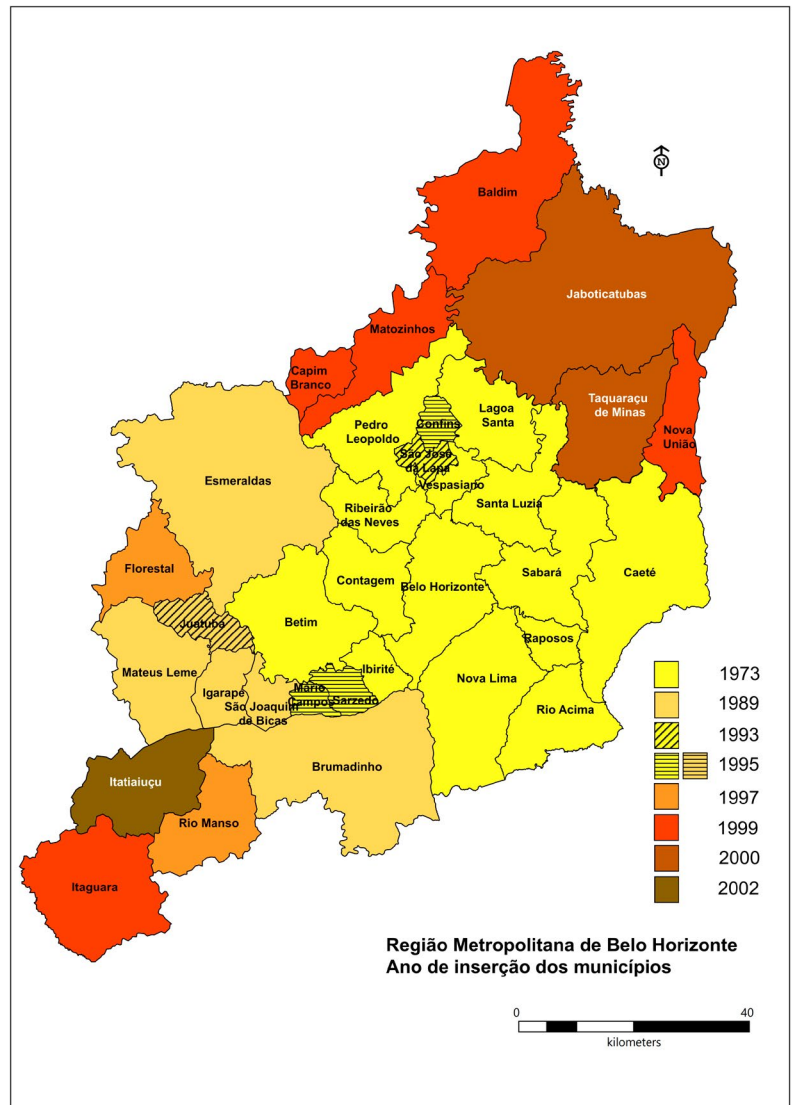 N
Baldim
Jaboticatubas
Matozinhos
Capim
Branco
Taquaraçu
de Minas
Lagoa
Santa
Pedro
Leopoldo
Confins
Nova
União
São José
da Lapa
Vespasiano
Esmeraldas
Santa Luzia
Ribeirão
das Neves
Florestal
Contagem
Belo Horizonte
Sabará
Caeté
Juatuba
Betim
Raposos
Mateus Leme
Ibirité
Nova Lima
Igarapé
São Joaquim
de Bicas
Mário
Campos
Sarzedo
Rio Acima
Brumadinho
Itatiaiuçu
Rio Manso
Itaguara
1973
1989
1993
1995
1997
1999
2000
2002
Região Metropolitana de Belo Horizonte
Ano de inserção dos municípios
0 40
kilometers